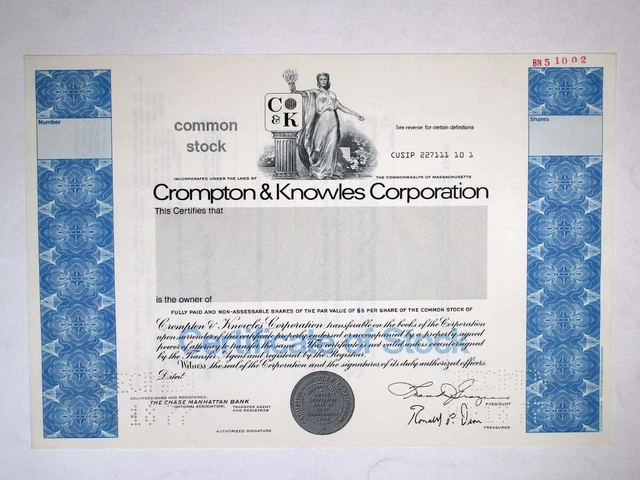 BN51002
Number
common
stock
C
&K
See reverse for certain definitions
Shares
CUSIP 227111 10 1
INCORPORATED UNDER THE LAWS OF THE COMMONWEALTH OF MASSACHUSETTS
Crompton & Knowles Corporation
This Certifies that
is the owner of
FULLY PAID AND NON-ASSESSABLE SHARES OF THE PAR VALUE OF $5 PER SHARE OF THE COMMON STOCK OF
Crompton & Knowles Corporation transferable on the books of the Corporation
upon surrender of this certificate properly endorsed or accompanied by a properly signed
power of attorney to transfer the same. This certificate is not valid unless countersigned
by the Transfer Agent and registered by the Registrar.
Certificate of Stock
Witness the seal of the Corporation and the signatures of its duly authorized officers.
Dated
COUNTERSIGNED AND REGISTERED:
THE CHASE MANHATTAN BANK
(NATIONAL ASSOCIATION)
TRANSFER AGENT
AND REGISTRAR
AUTHORIZED SIGNATURE
PRESIDENT
Ronald P. Dion
TREASURER